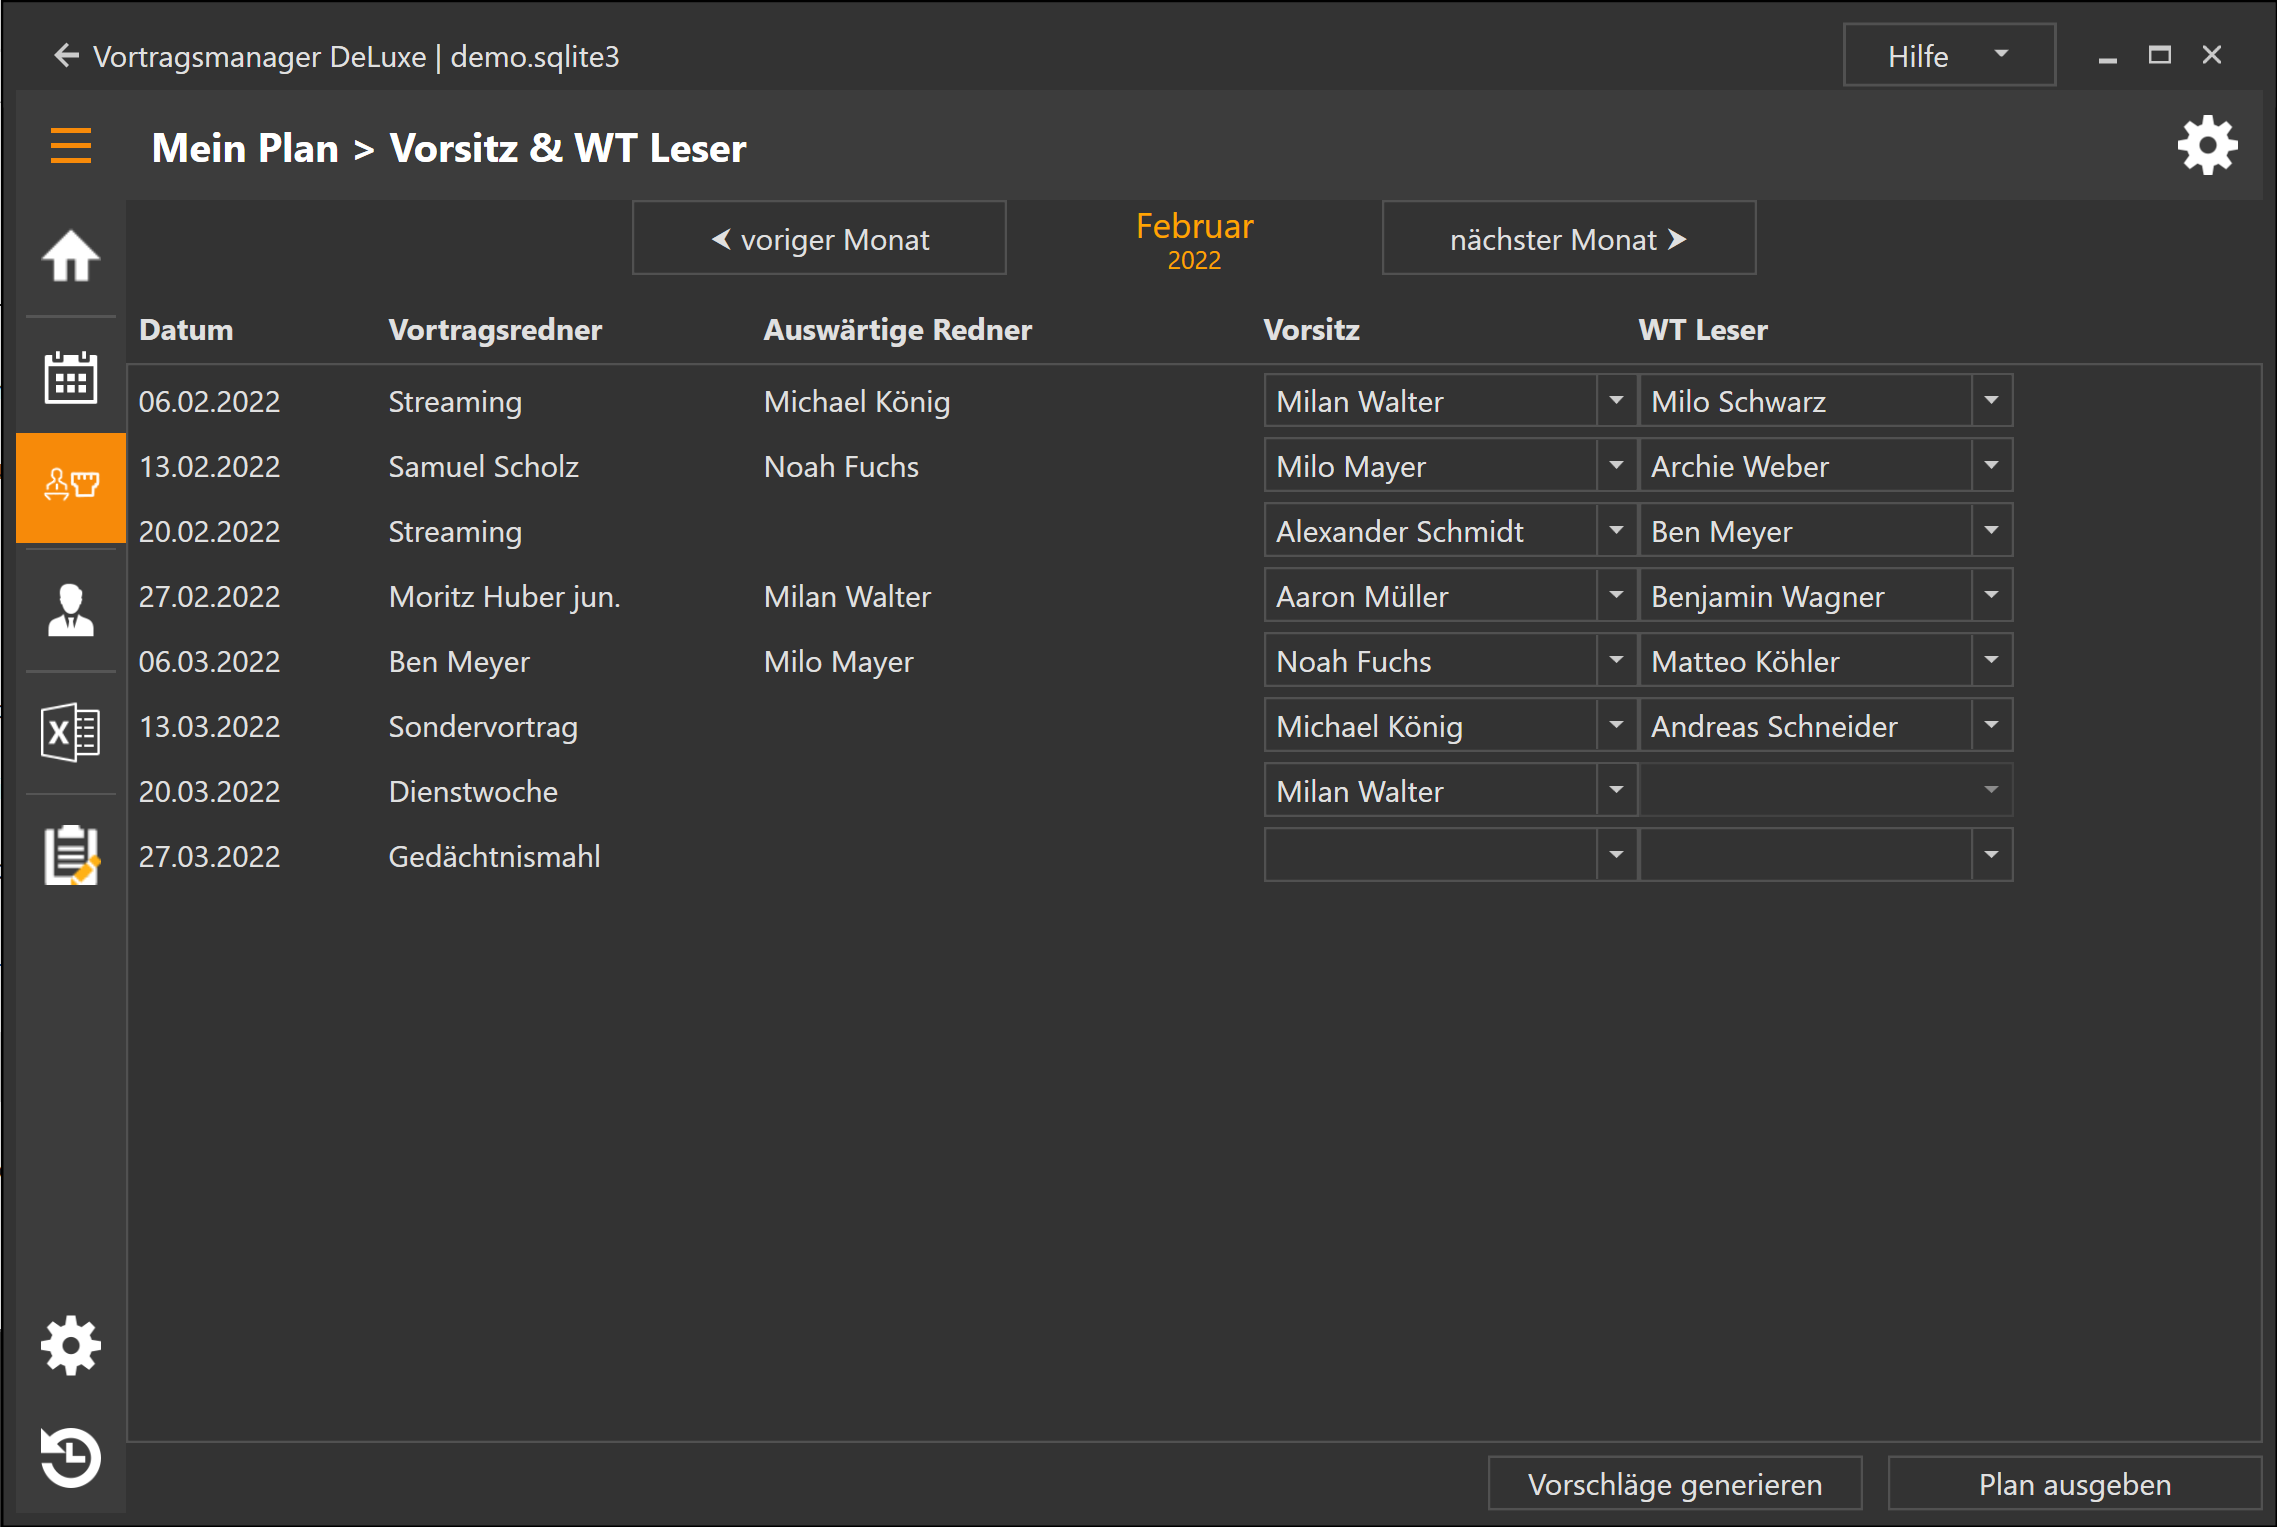 Vortragsmanager DeLuxe | demo.sqlite3
Hilfe
Mein Plan > Vorsitz & WT Leser
⮜ voriger Monat
Februar
2022
nächster Monat ⮞
Datum Vortragsredner Auswärtige Redner Vorsitz WT Leser
06.02.2022 Streaming Michael König Milan Walter Milo Schwarz
13.02.2022 Samuel Scholz Noah Fuchs Milo Mayer Archie Weber
20.02.2022 Streaming Alexander Schmidt Ben Meyer
27.02.2022 Moritz Huber jun. Milan Walter Aaron Müller Benjamin Wagner
06.03.2022 Ben Meyer Milo Mayer Noah Fuchs Matteo Köhler
13.03.2022 Sondervortrag Michael König Andreas Schneider
20.03.2022 Dienstwoche Milan Walter
27.03.2022 Gedächtnismahl
Vorschläge generieren Plan ausgeben